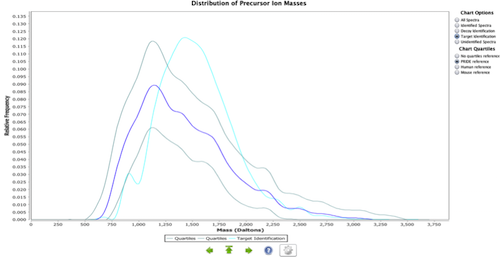 Distribution of Precursor Ion Masses
Chart Options
All Spectra
Identified Spectra
Decoy Identification
Target Identification
Unidentified Spectra
Chart Quartiles
No quartiles reference
PRIDE reference
Human reference
Mouse reference
Relative Frequency
0.135
0.130
0.125
0.120
0.115
0.110
0.105
0.100
0.095
0.090
0.085
0.080
0.075
0.070
0.065
0.060
0.055
0.050
0.045
0.040
0.035
0.030
0.025
0.020
0.015
0.010
0.005
0.000
0 250 500 750 1,000 1,250 1,500 1,750 2,000 2,250 2,500 2,750 3,000 3,250 3,500 3,750
Mass (Daltons)
Quartiles Quartiles Target Identification
?